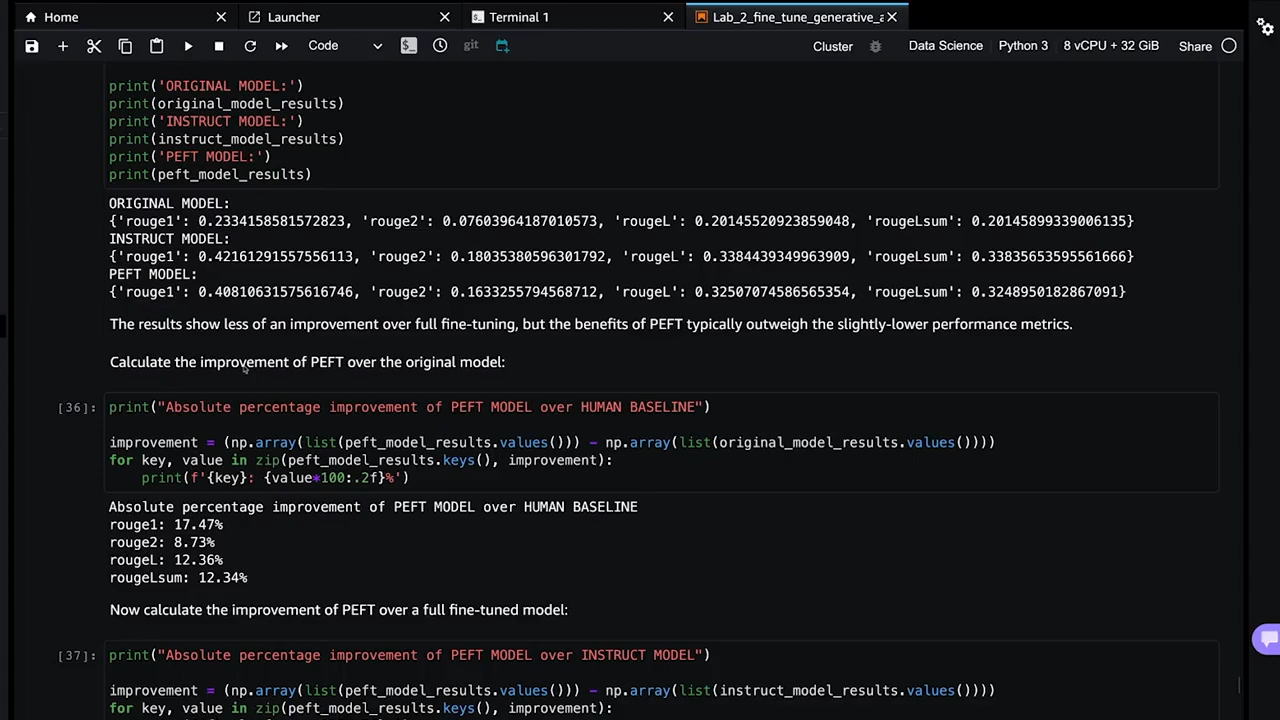 Home
Launcher
Terminal 1
Lab_2_fine_tune_generative_a
Code
git
Cluster
Data Science
Python 3
8 vCPU + 32 GiB
Share
print('ORIGINAL MODEL:')
print(original_model_results)
print('INSTRUCT MODEL:')
print(instruct_model_results)
print('PEFT MODEL:')
print(peft_model_results)
ORIGINAL MODEL:
{'rouge1': 0.2334158581572823, 'rouge2': 0.07603964187010573, 'rougeL': 0.20145520923859048, 'rougeLsum': 0.20145899339006135}
INSTRUCT MODEL:
{'rouge1': 0.42161291557556113, 'rouge2': 0.18035380596301792, 'rougeL': 0.3384439349963909, 'rougeLsum': 0.33835653595561666}
PEFT MODEL:
{'rouge1': 0.40810631575616746, 'rouge2': 0.1633255794568712, 'rougeL': 0.32507074586565354, 'rougeLsum': 0.3248950182867091}
The results show less of an improvement over full fine-tuning, but the benefits of PEFT typically outweigh the slightly-lower performance metrics.
Calculate the improvement of PEFT over the original model:
[36]: print("Absolute percentage improvement of PEFT MODEL over HUMAN BASELINE")
improvement = (np.array(list(peft_model_results.values())) - np.array(list(original_model_results.values())))
for key, value in zip(peft_model_results.keys(), improvement):
print(f'{key}: {value*100:.2f}%')
Absolute percentage improvement of PEFT MODEL over HUMAN BASELINE
rouge1: 17.47%
rouge2: 8.73%
rougeL: 12.36%
rougeLsum: 12.34%
Now calculate the improvement of PEFT over a full fine-tuned model:
[37]: print("Absolute percentage improvement of PEFT MODEL over INSTRUCT MODEL")
improvement = (np.array(list(peft_model_results.values())) - np.array(list(instruct_model_results.values())))
for key, value in zip(peft_model_results.keys(), improvement):